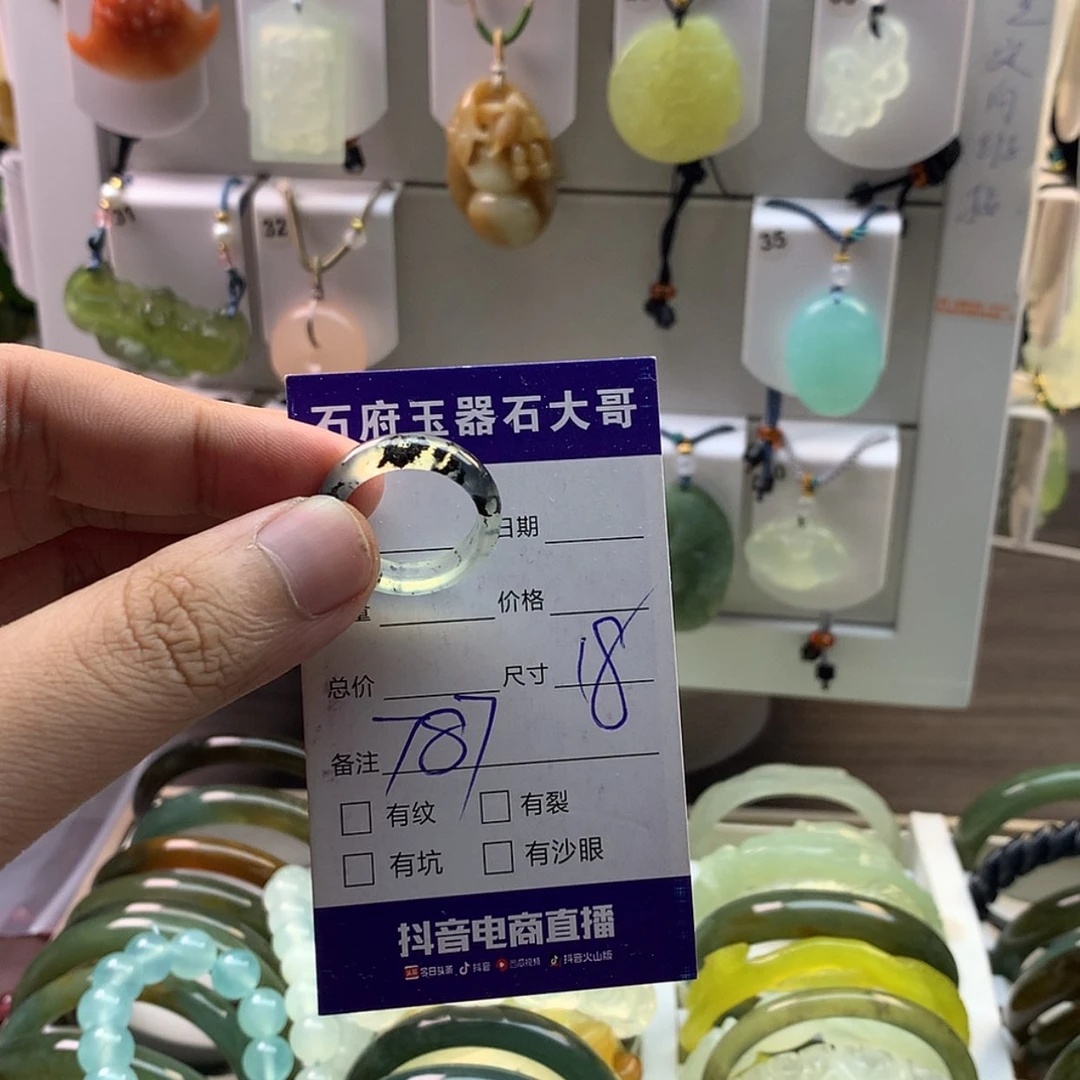 31
32
35
石府玉器石大哥
日期
价格
总价
尺寸 18
备注 787
有纹
有裂
有坑
有沙眼
抖音电商直播
今日头条 抖音 西瓜视频 抖音火山版